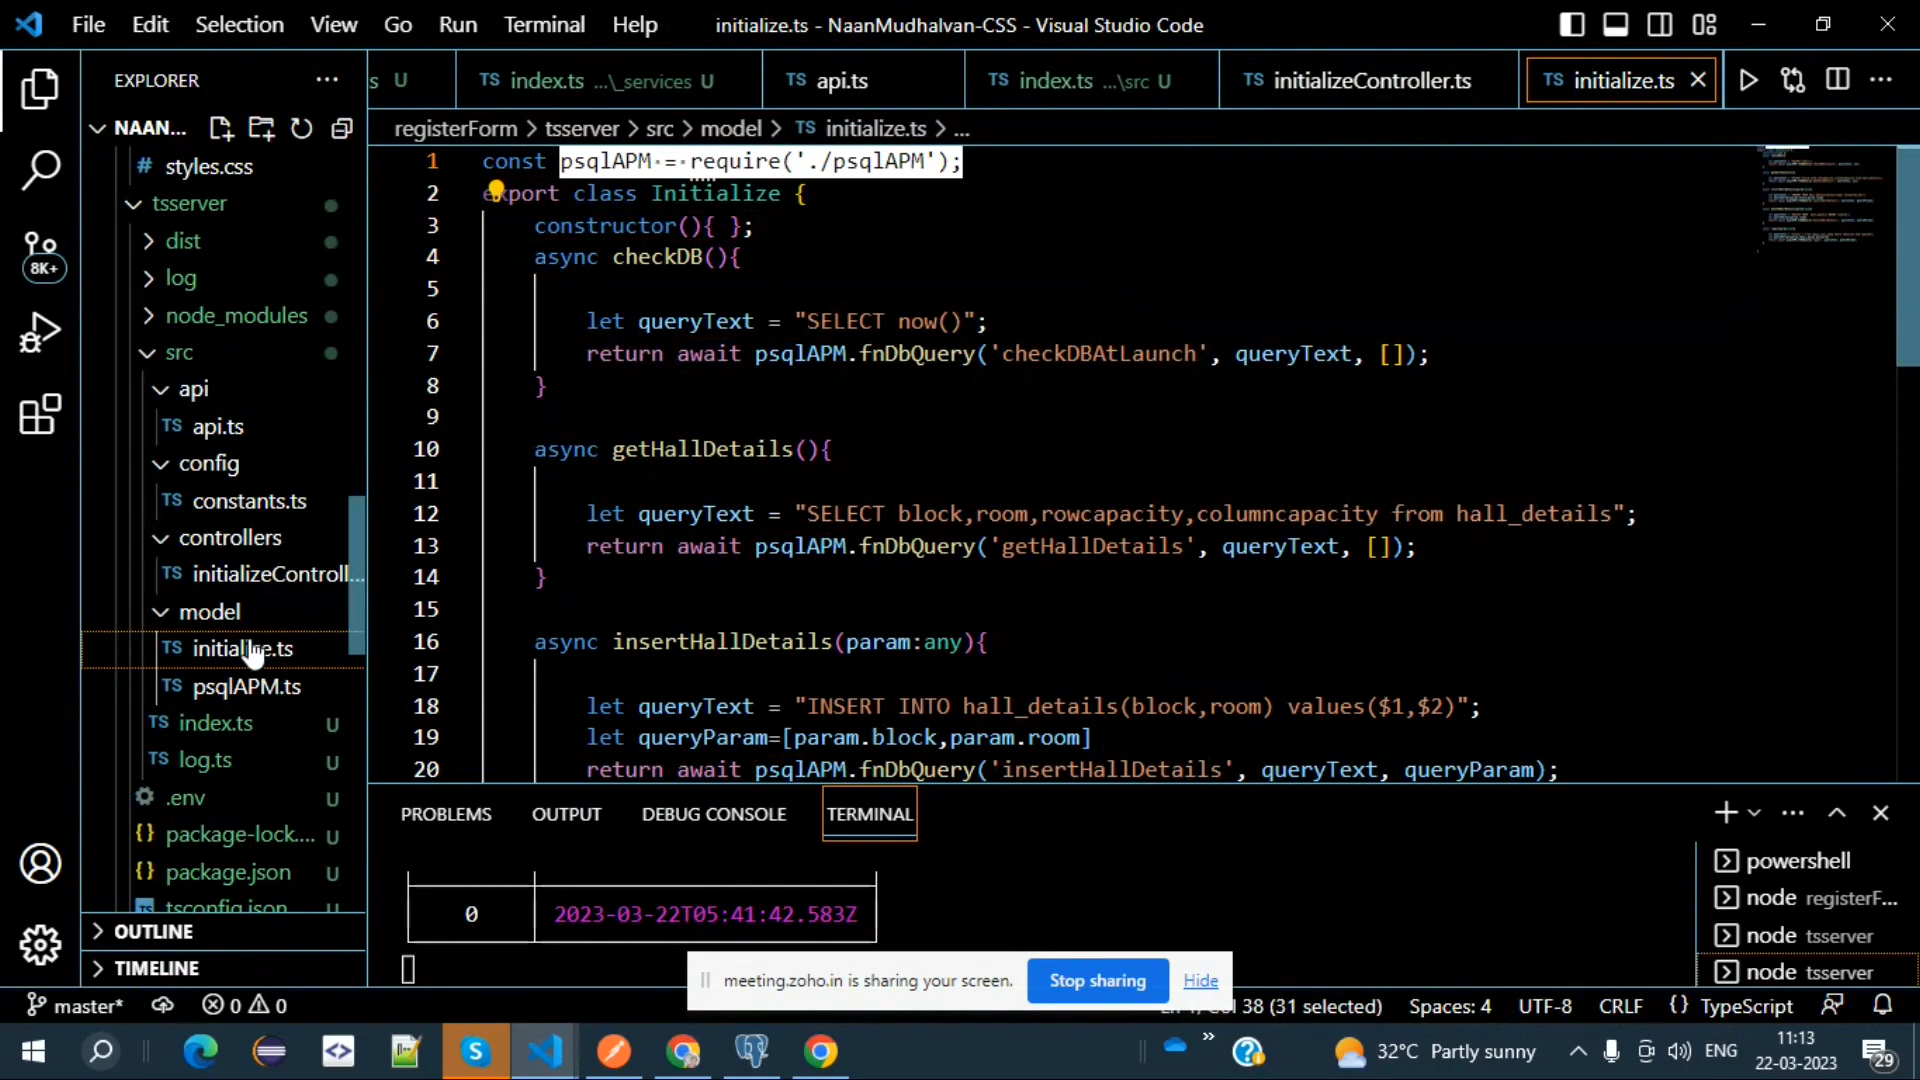 File Edit Selection View Go Run Terminal Help
initialize.ts - NaanMudhalvan-CSS - Visual Studio Code
EXPLORER ...
s U
TS index.ts ...\_services U
TS api.ts
TS index.ts ...\src U
TS initializeController.ts
TS initialize.ts
NAAN...
registerForm > tsserver > src > model > TS initialize.ts > ...
# styles.css
tsserver
dist
log
node_modules
src
api
TS api.ts
config
TS constants.ts
controllers
TS initializeControll...
model
TS initialize.ts
TS psqlAPM.ts
TS index.ts U
TS log.ts U
.env U
{} package-lock.... U
{} package.json U
TS tsconfig.json U
OUTLINE
TIMELINE
8K+
1 const psqlAPM·=·require('./psqlAPM');
2 export class Initialize {
3 constructor(){ };
4 async checkDB(){
5
6 let queryText = "SELECT now()";
7 return await psqlAPM.fnDbQuery('checkDBAtLaunch', queryText, []);
8 }
9
10 async getHallDetails(){
11
12 let queryText = "SELECT block,room,rowcapacity,columncapacity from hall_details";
13 return await psqlAPM.fnDbQuery('getHallDetails', queryText, []);
14 }
15
16 async insertHallDetails(param:any){
17
18 let queryText = "INSERT INTO hall_details(block,room) values($1,$2)";
19 let queryParam=[param.block,param.room]
20 return await psqlAPM.fnDbQuery('insertHallDetails', queryText, queryParam);
PROBLEMS OUTPUT DEBUG CONSOLE TERMINAL
0 2023-03-22T05:41:42.583Z
powershell
node registerF...
node tsserver
node tsserver
meeting.zoho.in is sharing your screen. Stop sharing Hide
master* 0 0
Col 38 (31 selected) Spaces: 4 UTF-8 CRLF {} TypeScript
32°C Partly sunny ENG
11:13
22-03-2023
29